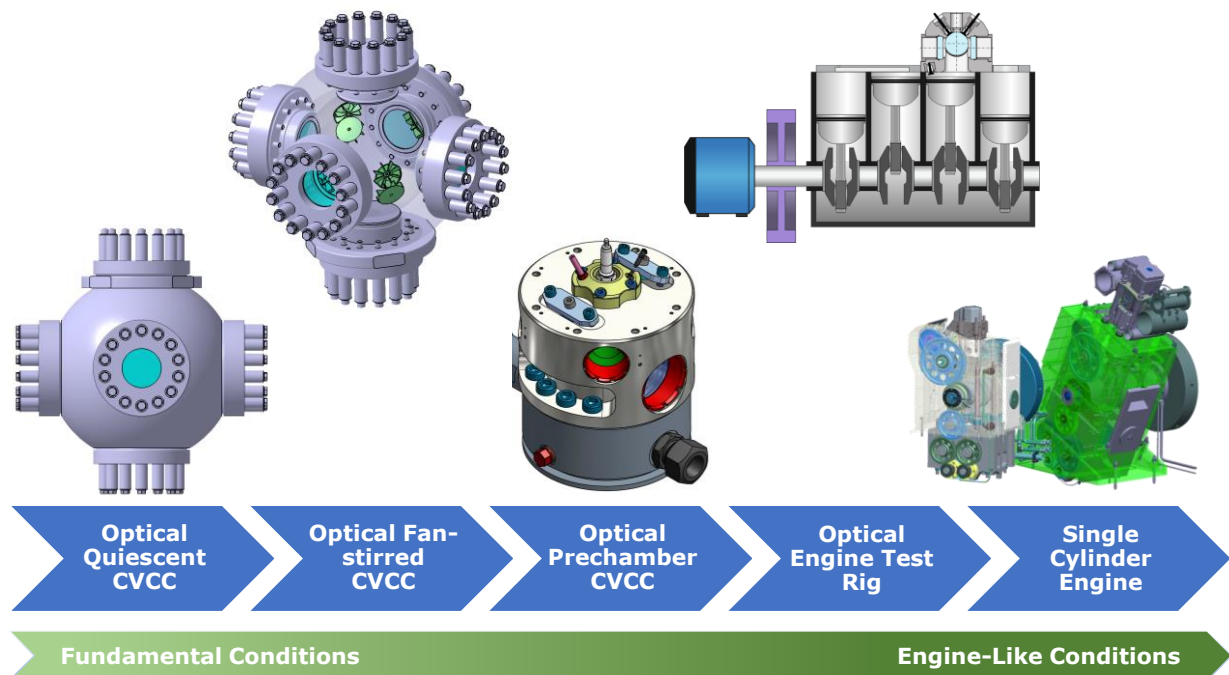 Optical
Quiescent
CVCC
Optical Fan-
stirred
CVCC
Optical
Prechamber
CVCC
Optical
Engine Test
Rig
Single
Cylinder
Engine
Fundamental Conditions
Engine-Like Conditions